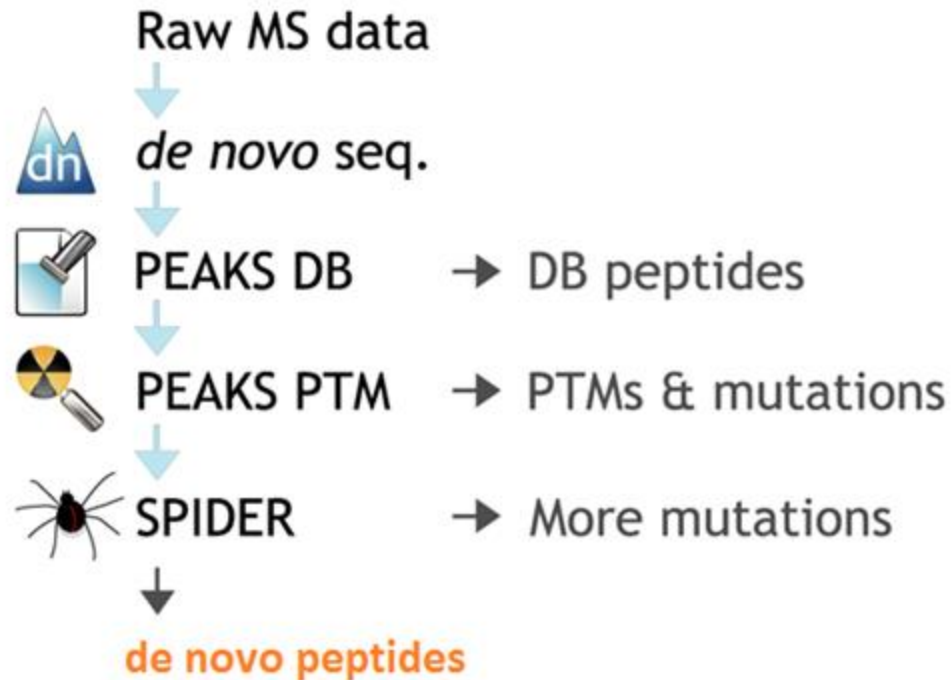 Raw MS data
dn
de novo seq.
PEAKS DB → DB peptides
PEAKS PTM → PTMs & mutations
SPIDER → More mutations
de novo peptides